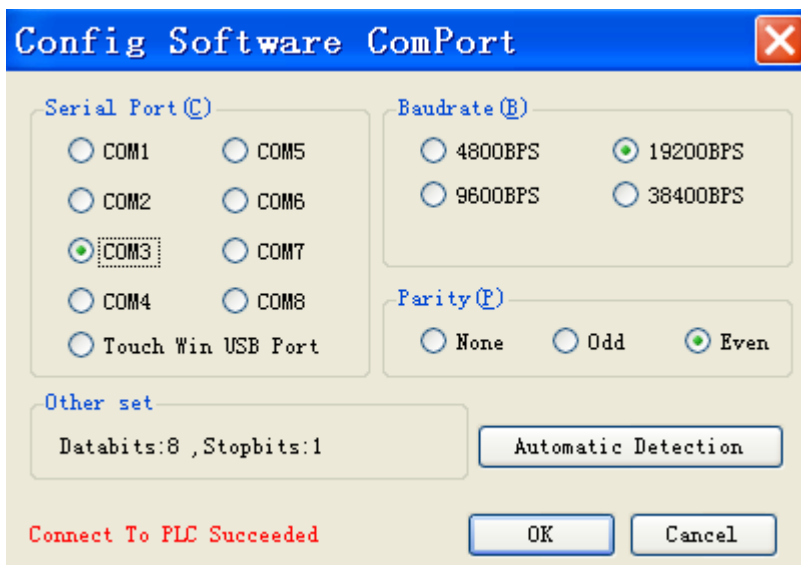 Config Software ComPort
Serial Port(C)
COM1
COM5
COM2
COM6
COM3
COM7
COM4
COM8
Touch Win USB Port
Baudrate(B)
4800BPS
19200BPS
9600BPS
38400BPS
Parity(P)
None
Odd
Even
Other set
Databits:8 ,Stopbits:1
Automatic Detection
Connect To PLC Succeeded
OK
Cancel